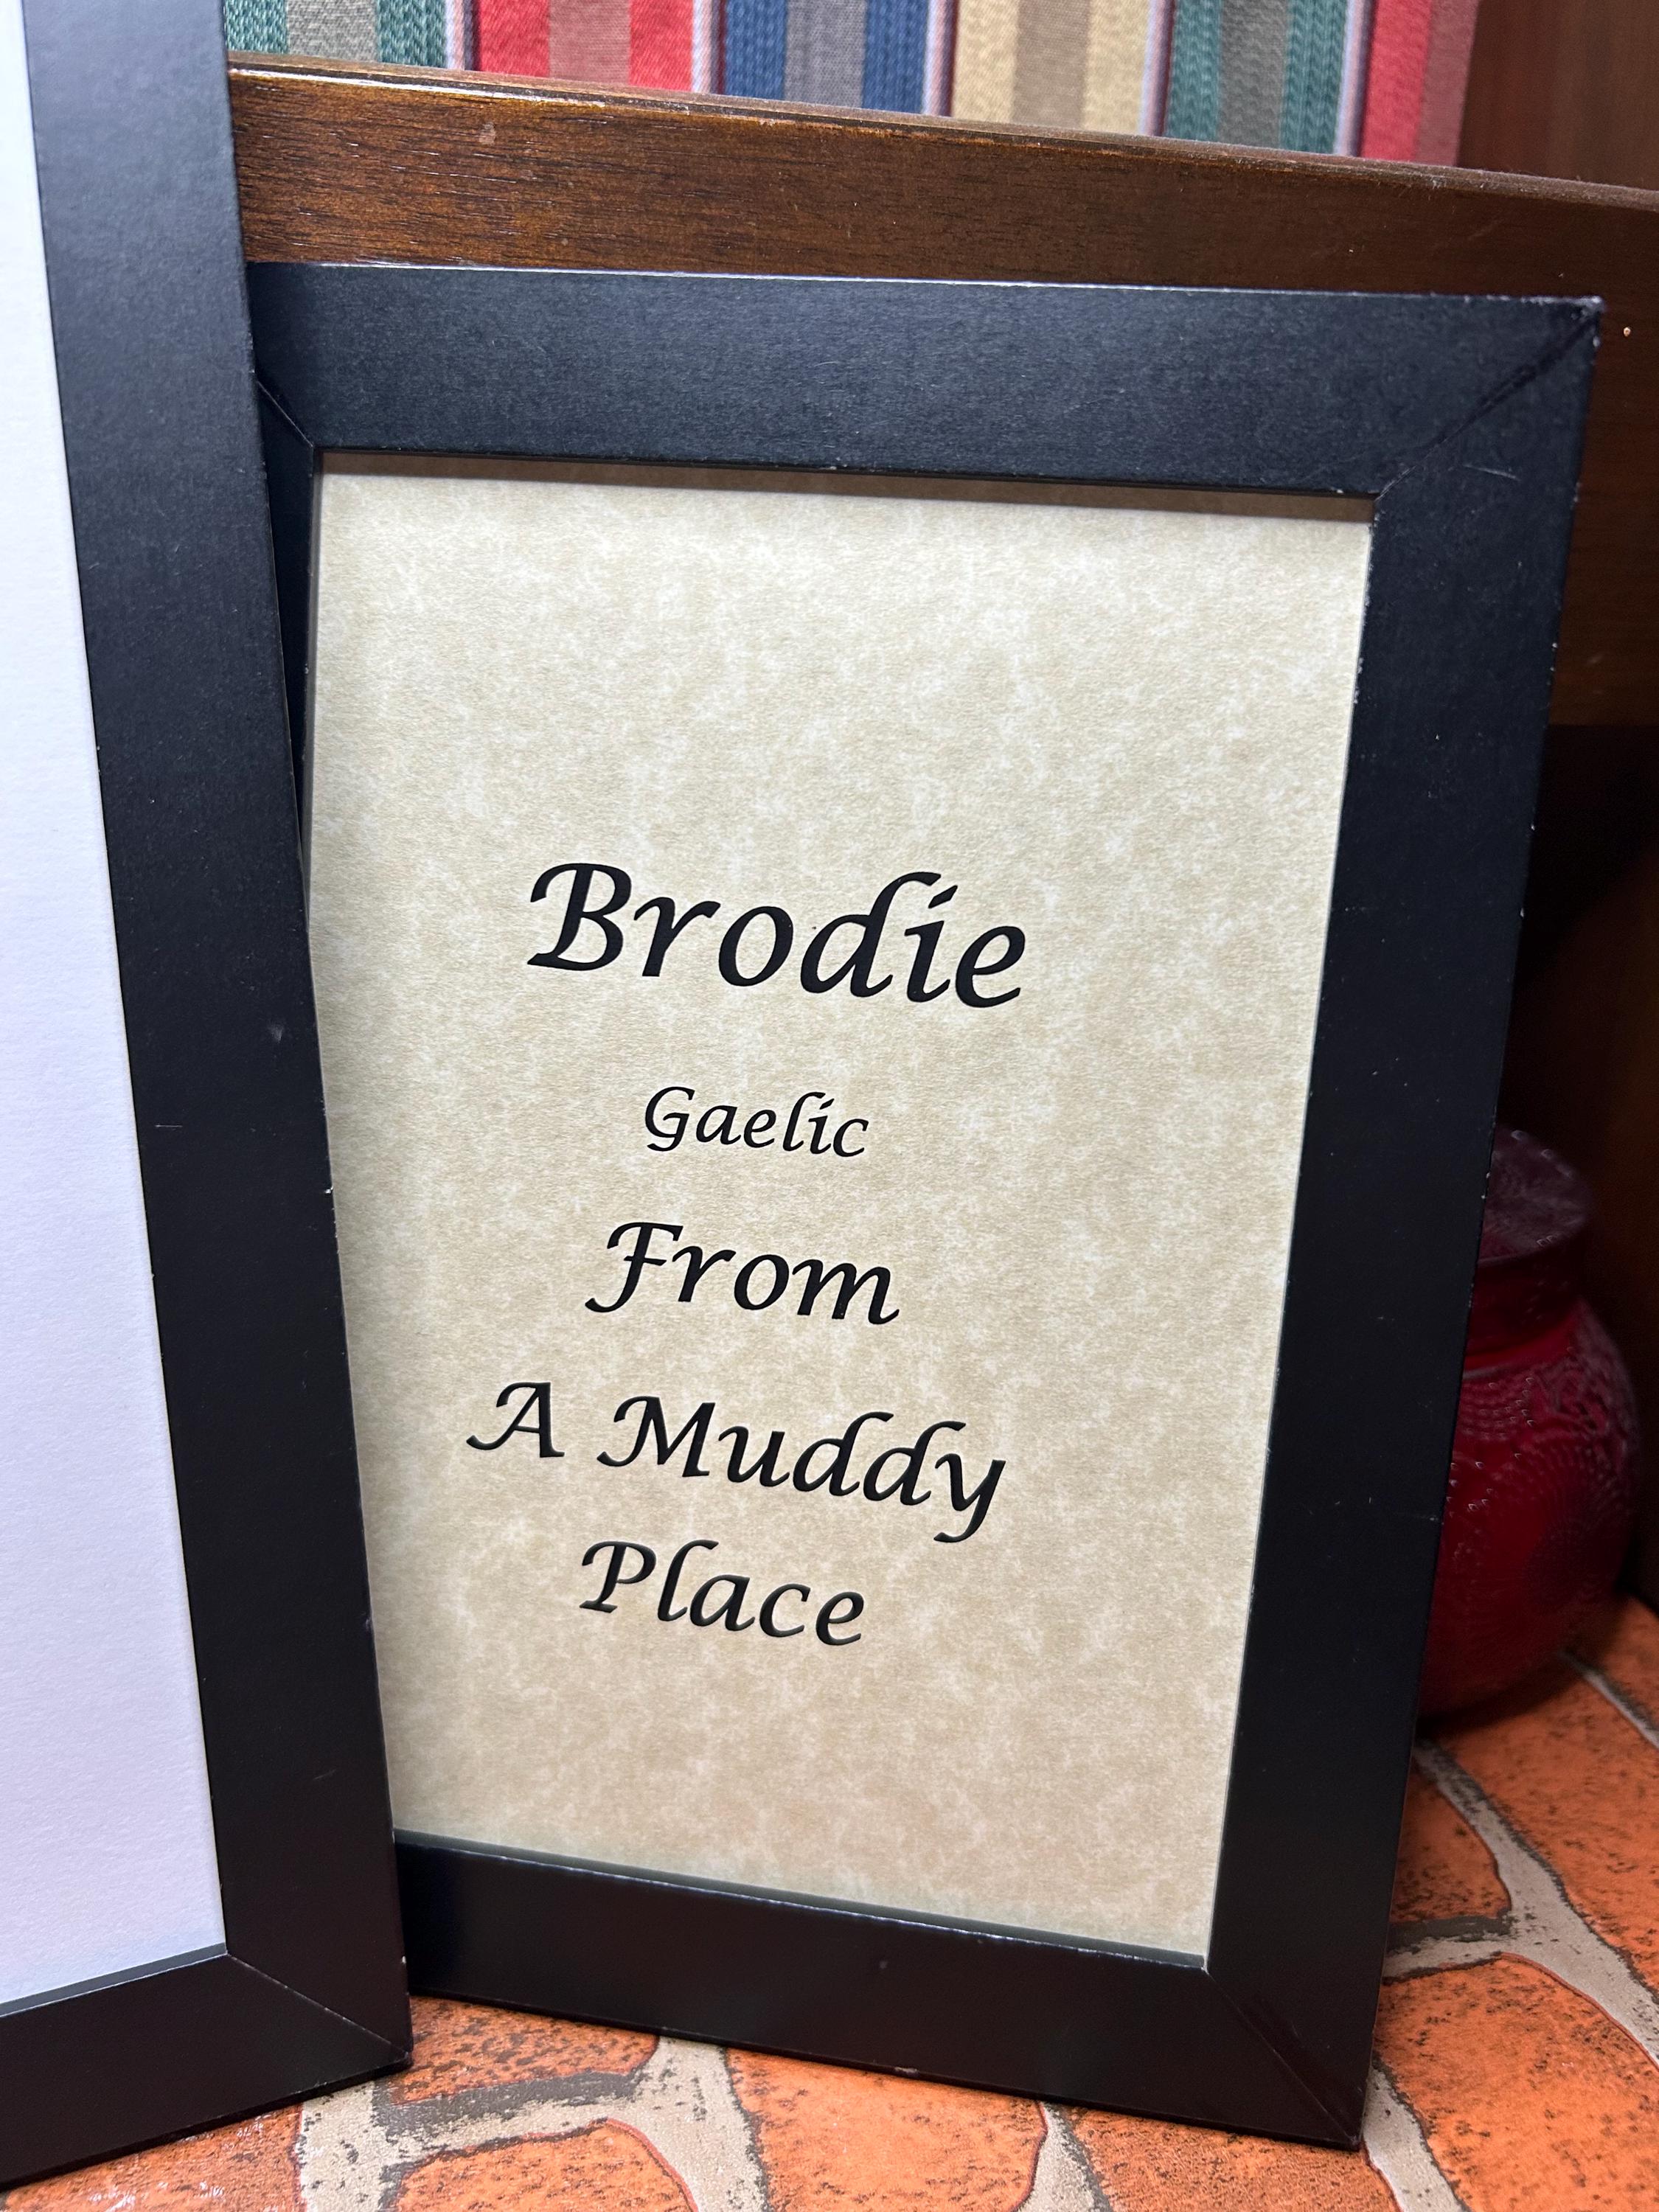 Brodie
Gaelic
From
A Muddy
Place